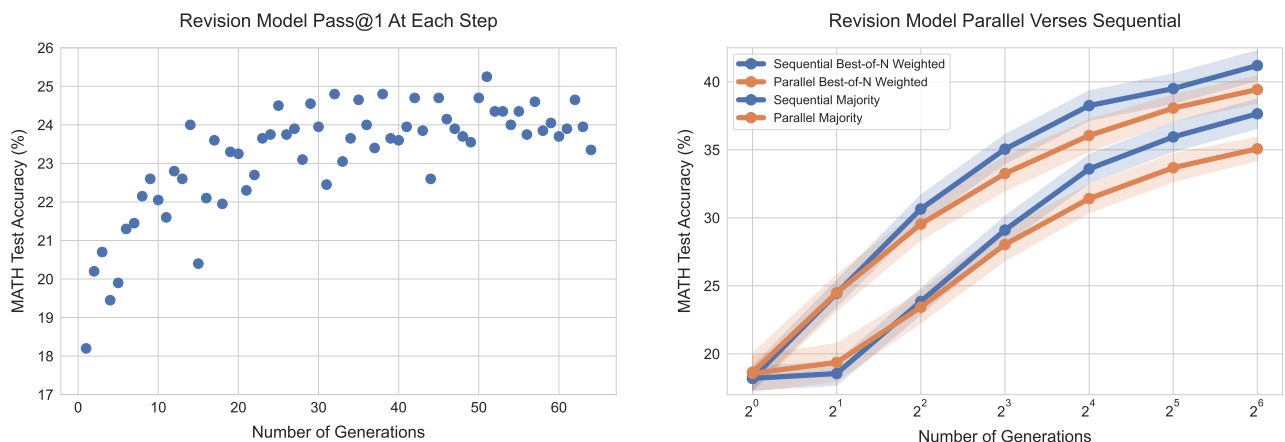 Revision Model Pass@1 At Each Step
MATH Test Accuracy (%)
26
25
24
23
22
21
20
19
18
17
0 10 20 30 40 50 60
Number of Generations
Revision Model Parallel Verses Sequential
Sequential Best-of-N Weighted
Parallel Best-of-N Weighted
Sequential Majority
Parallel Majority
MATH Test Accuracy (%)
40
35
30
25
20
2^0 2^1 2^2 2^3 2^4 2^5 2^6
Number of Generations